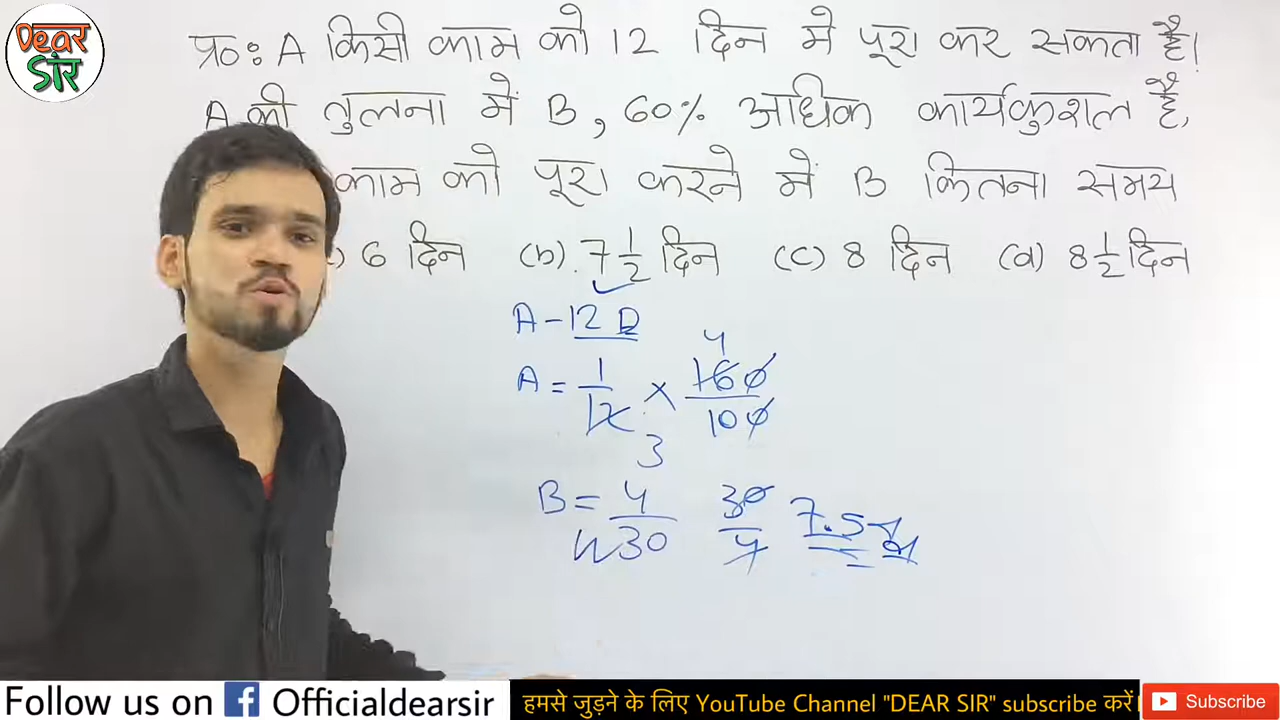 Dear
Sir
प्र०ः A किसी काम को 12 दिन मे पूरा कर सकता है।
A की तुलना में B, 60% अधिक कार्यकुशल है,
काम को पूरा करने में B कितना समय
) 6 दिन (b). 7 1/2 दिन (c) 8 दिन (d) 8 1/2 दिन
A - 12 D
A = 1/12 × 160/100
4
3
B = 4/30 30/4 7.5
Follow us on f Officialdearsir
हमसे जुड़ने के लिए YouTube Channel "DEAR SIR" subscribe करें।
Subscribe